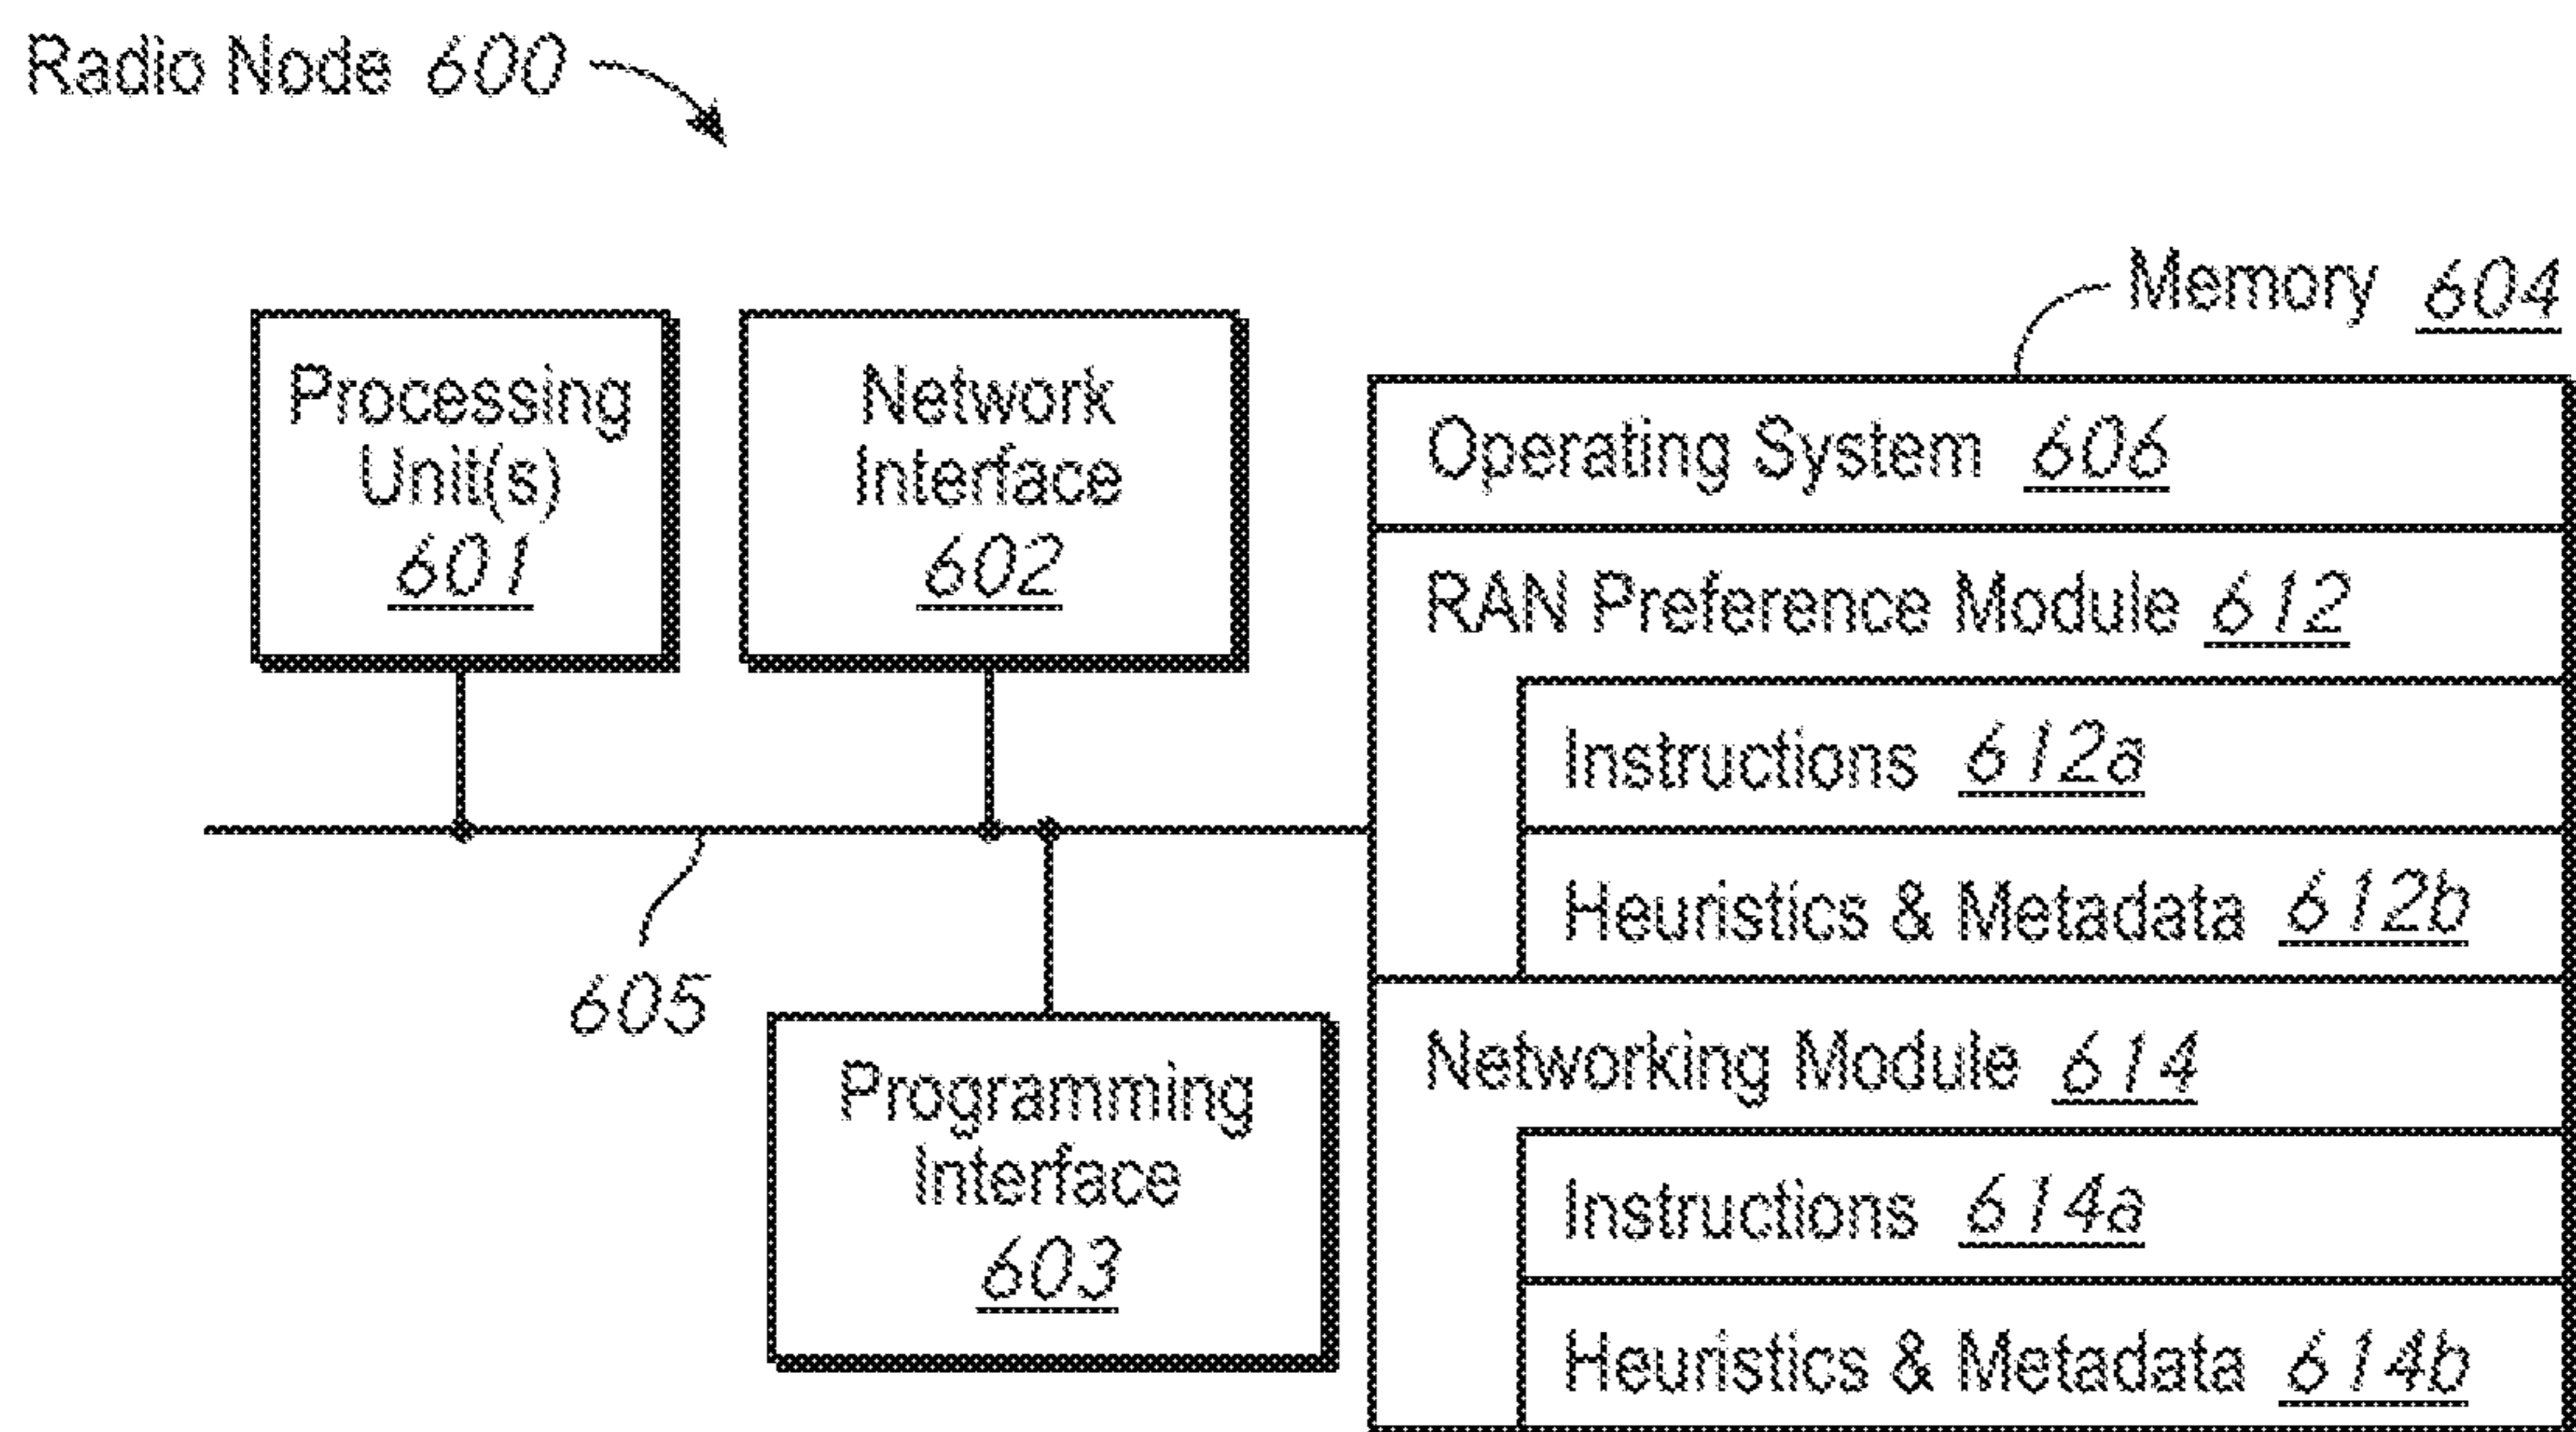 Radio Node 600
Memory 604
Processing
Unit(s)
601
Network
Interface
602
605
Programming
Interface
603
Operating System 606
RAN Preference Module 612
Instructions 612a
Heuristics & Metadata 612b
Networking Module 614
Instructions 614a
Heuristics & Metadata 614b